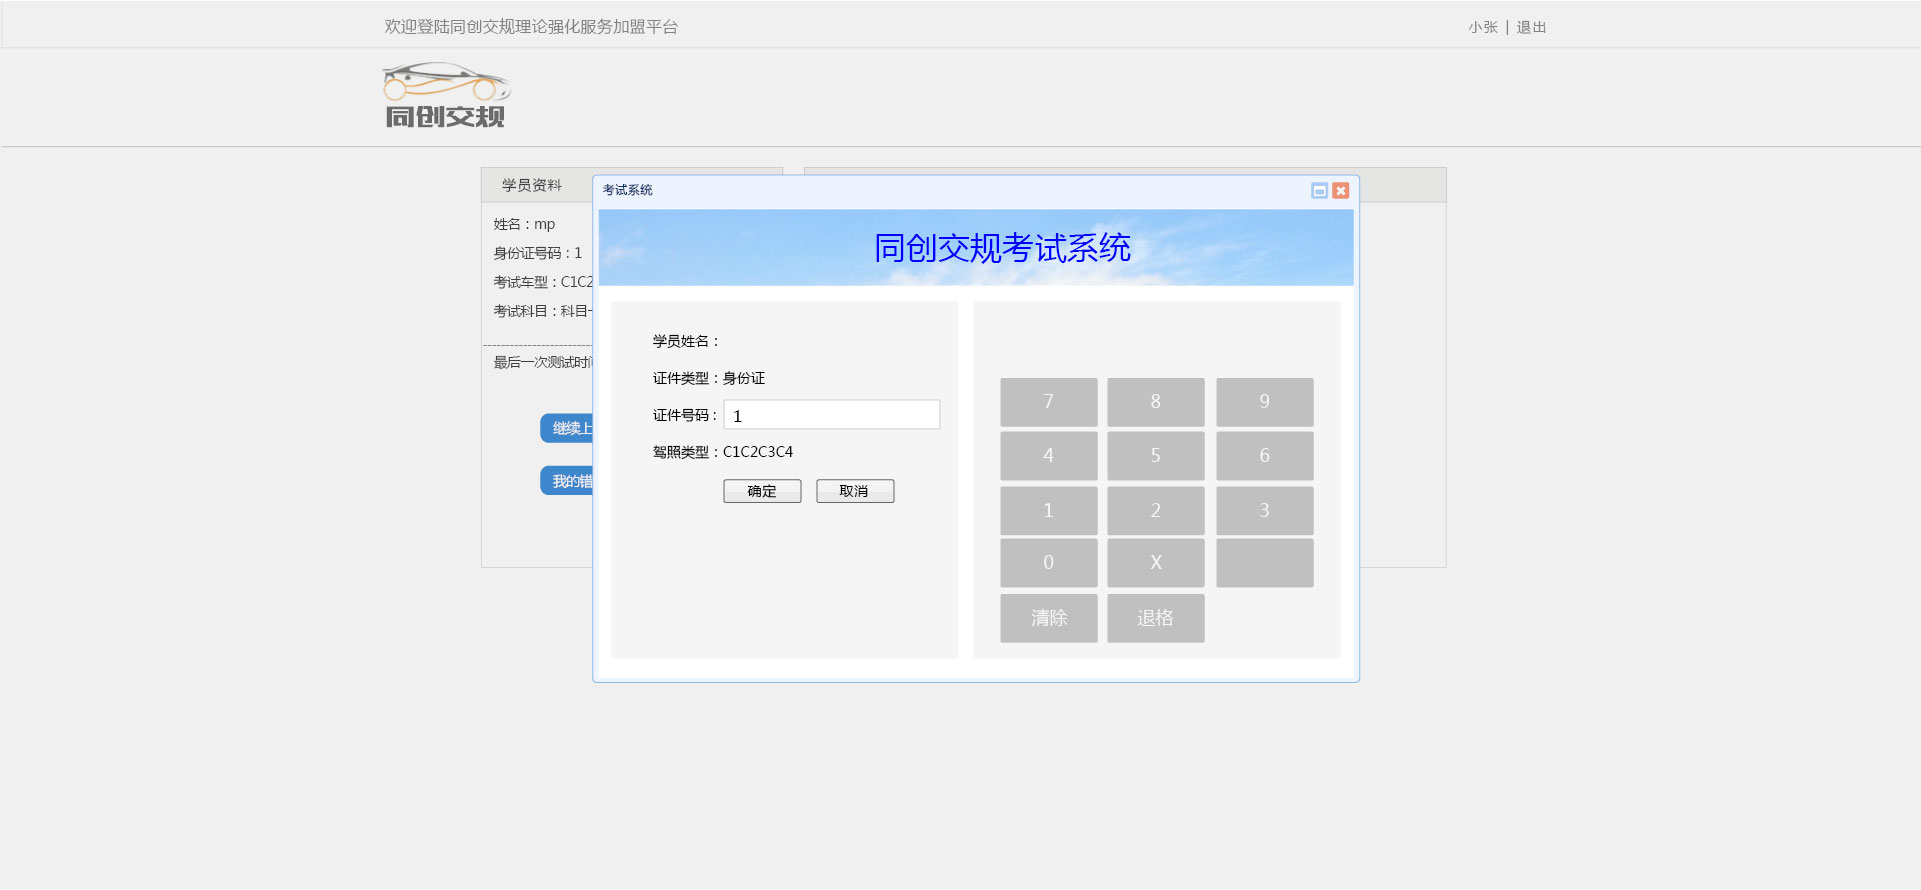 欢迎登陆同创交规理论强化服务加盟平台
小张 | 退出
同创交规
学员资料
姓名：mp
身份证号码：1
考试车型：C1C2
考试科目：科目
最后一次测试时
继续上
我的错
考试系统
同创交规考试系统
学员姓名：
证件类型：身份证
证件号码： 1
驾照类型：C1C2C3C4
确定 取消
7 8 9
4 5 6
1 2 3
0 X
清除 退格